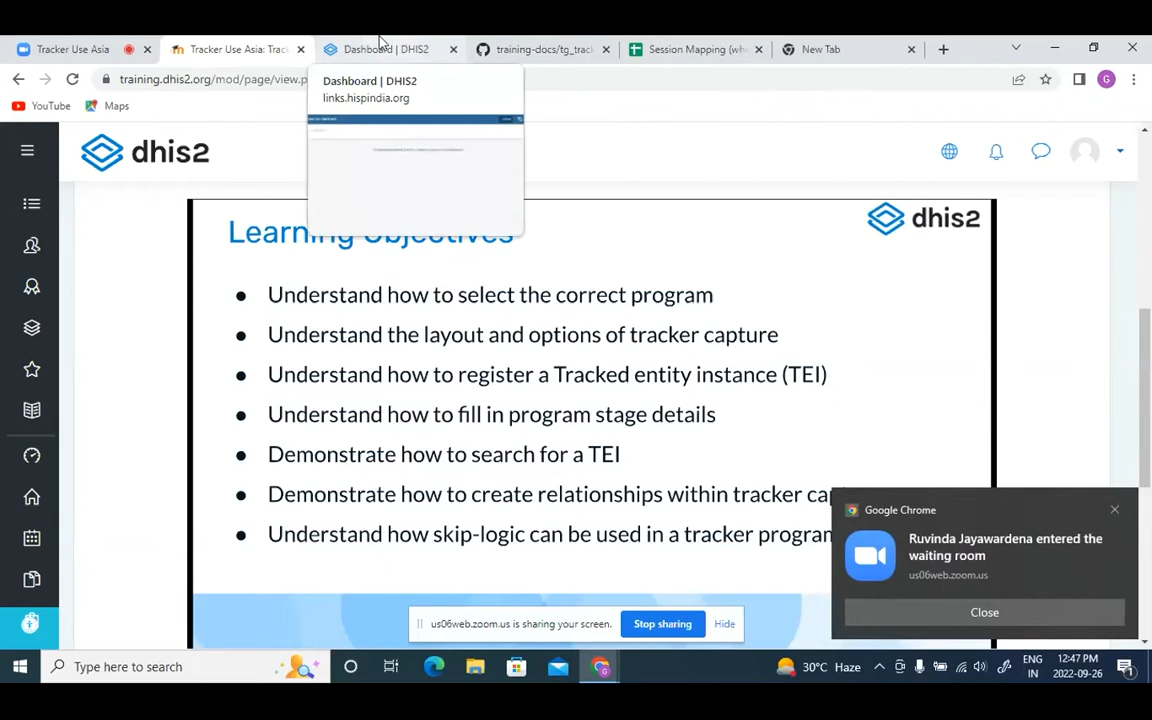 Tracker Use Asia
Tracker Use Asia: Track
Dashboard | DHIS2
training-docs/tg_track
Session Mapping (whe
New Tab
training.dhis2.org/mod/page/view.p
G
YouTube
Maps
Dashboard | DHIS2
links.hispindia.org
dhis2
dhis2
Learning Objectives
Understand how to select the correct program
Understand the layout and options of tracker capture
Understand how to register a Tracked entity instance (TEI)
Understand how to fill in program stage details
Demonstrate how to search for a TEI
Demonstrate how to create relationships within tracker cap
Understand how skip-logic can be used in a tracker program
Google Chrome
Ruvinda Jayawardena entered the
waiting room
us06web.zoom.us
Close
us06web.zoom.us is sharing your screen.
Stop sharing
Hide
Type here to search
30°C Haze
ENG
IN
12:47 PM
2022-09-26
1